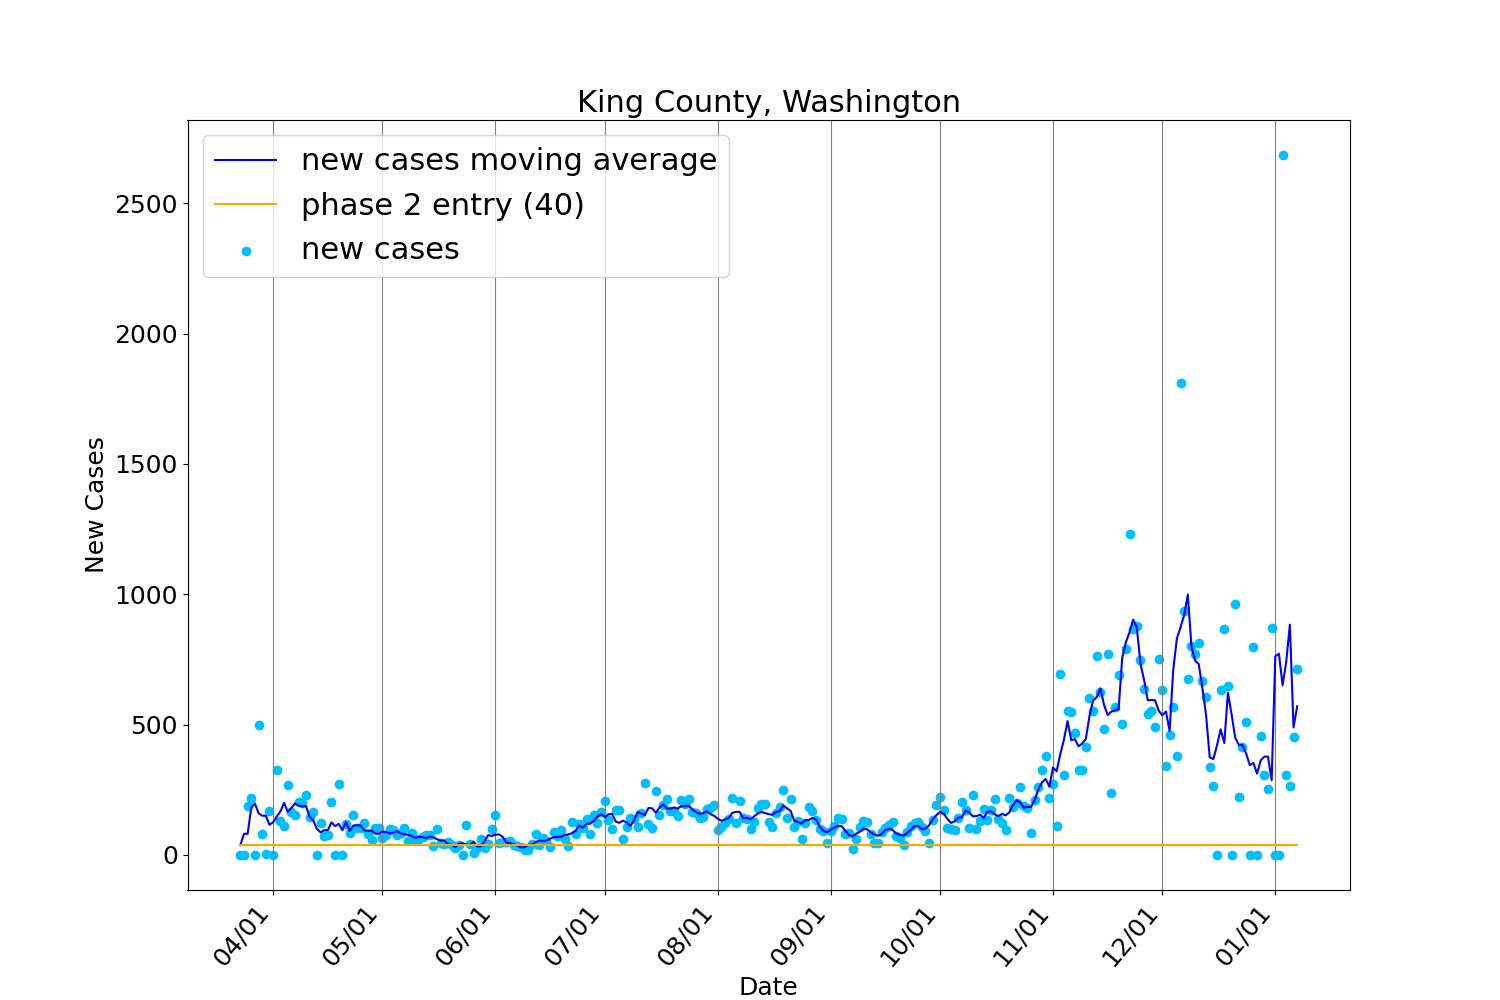 King County, Washington
new cases moving average
phase 2 entry (40)
new cases
2500
2000
1500
1000
500
0
New Cases
04/01
05/01
06/01
07/01
08/01
09/01
10/01
11/01
12/01
01/01
Date